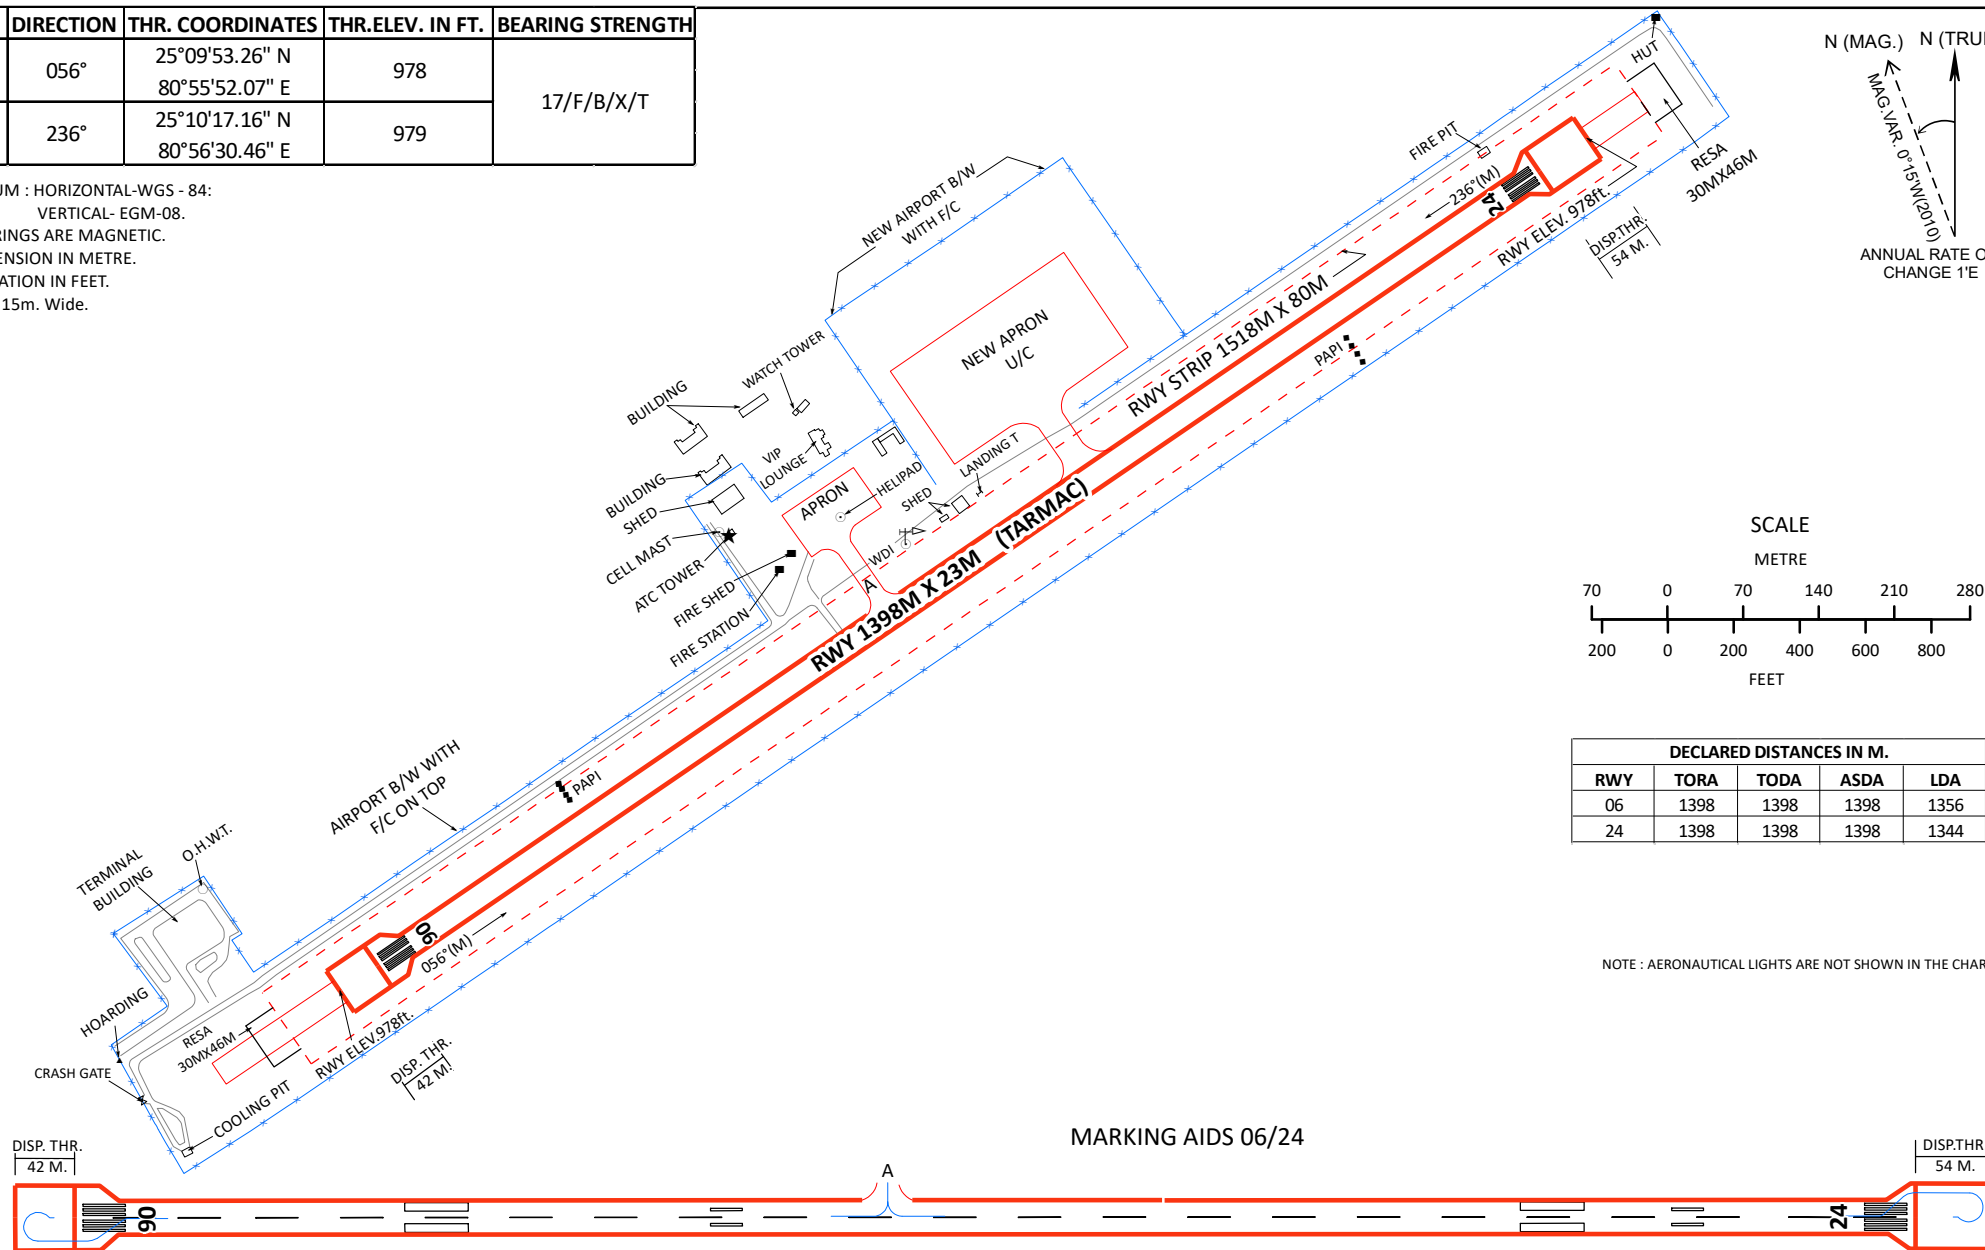 DIRECTION THR. COORDINATES THR.ELEV. IN FT. BEARING STRENGTH
056° 25°09'53.26" N 80°55'52.07" E 978 17/F/B/X/T
236° 25°10'17.16" N 80°56'30.46" E 979
UM : HORIZONTAL-WGS - 84:
VERTICAL- EGM-08.
RINGS ARE MAGNETIC.
ENSION IN METRE.
ATION IN FEET.
15m. Wide.
N (MAG.) N (TRU
MAG.VAR. 0°15'W(2010)
ANNUAL RATE O
CHANGE 1'E
HUT
FIRE PIT
RESA
30MX46M
236°(M)
24
RWY ELEV. 978ft.
DISP.THR.
54 M.
NEW AIRPORT B/W
WITH F/C
NEW APRON
U/C
RWY STRIP 1518M X 80M
PAPI
WATCH TOWER
BUILDING
VIP
LOUNGE
BUILDING
SHED
APRON
HELIPAD
LANDING T
SHED
CELL MAST
ATC TOWER
FIRE SHED
FIRE STATION
WDI
A
RWY 1398M X 23M (TARMAC)
SCALE
METRE
70 0 70 140 210 280
200 0 200 400 600 800
FEET
DECLARED DISTANCES IN M.
RWY TORA TODA ASDA LDA
06 1398 1398 1398 1356
24 1398 1398 1398 1344
NOTE : AERONAUTICAL LIGHTS ARE NOT SHOWN IN THE CHAR
PAPI
AIRPORT B/W WITH
F/C ON TOP
O.H.W.T.
TERMINAL
BUILDING
06
056°(M)
HOARDING
RESA
30MX46M
RWY ELEV.978ft.
DISP. THR.
42 M.
CRASH GATE
COOLING PIT
MARKING AIDS 06/24
DISP. THR.
42 M.
A
DISP.THR
54 M.
06
24